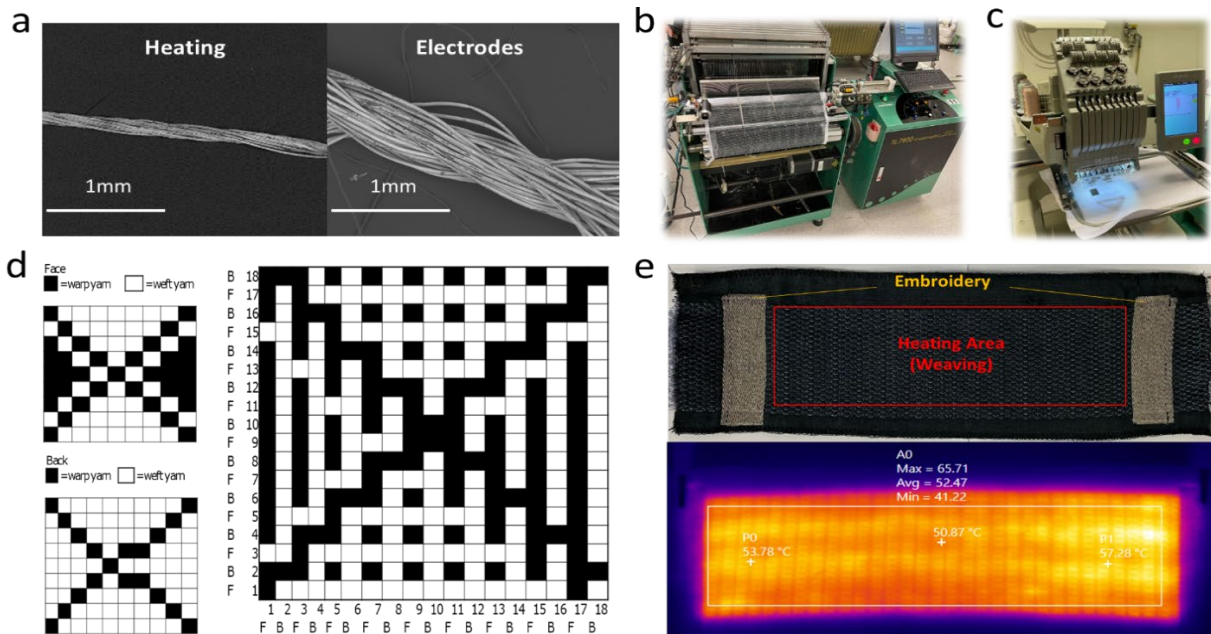 a
Heating
Electrodes
1mm
1mm
b
c
d
Face
=warp yarn =weft yarn
Back
=warp yarn =weft yarn
B 18
F 17
B 16
F 15
B 14
F 13
B 12
F 11
B 10
F 9
B 8
F 7
B 6
F 5
B 4
F 3
B 2
F 1
1 2 3 4 5 6 7 8 9 10 11 12 13 14 15 16 17 18
F B F B F B F B F B F B F B F B F B
e
Embroidery
Heating Area
(Weaving)
A0
Max = 65.71
Avg = 52.47
Min = 41.22
P0
53.78 °C
50.87 °C
P1
57.28 °C